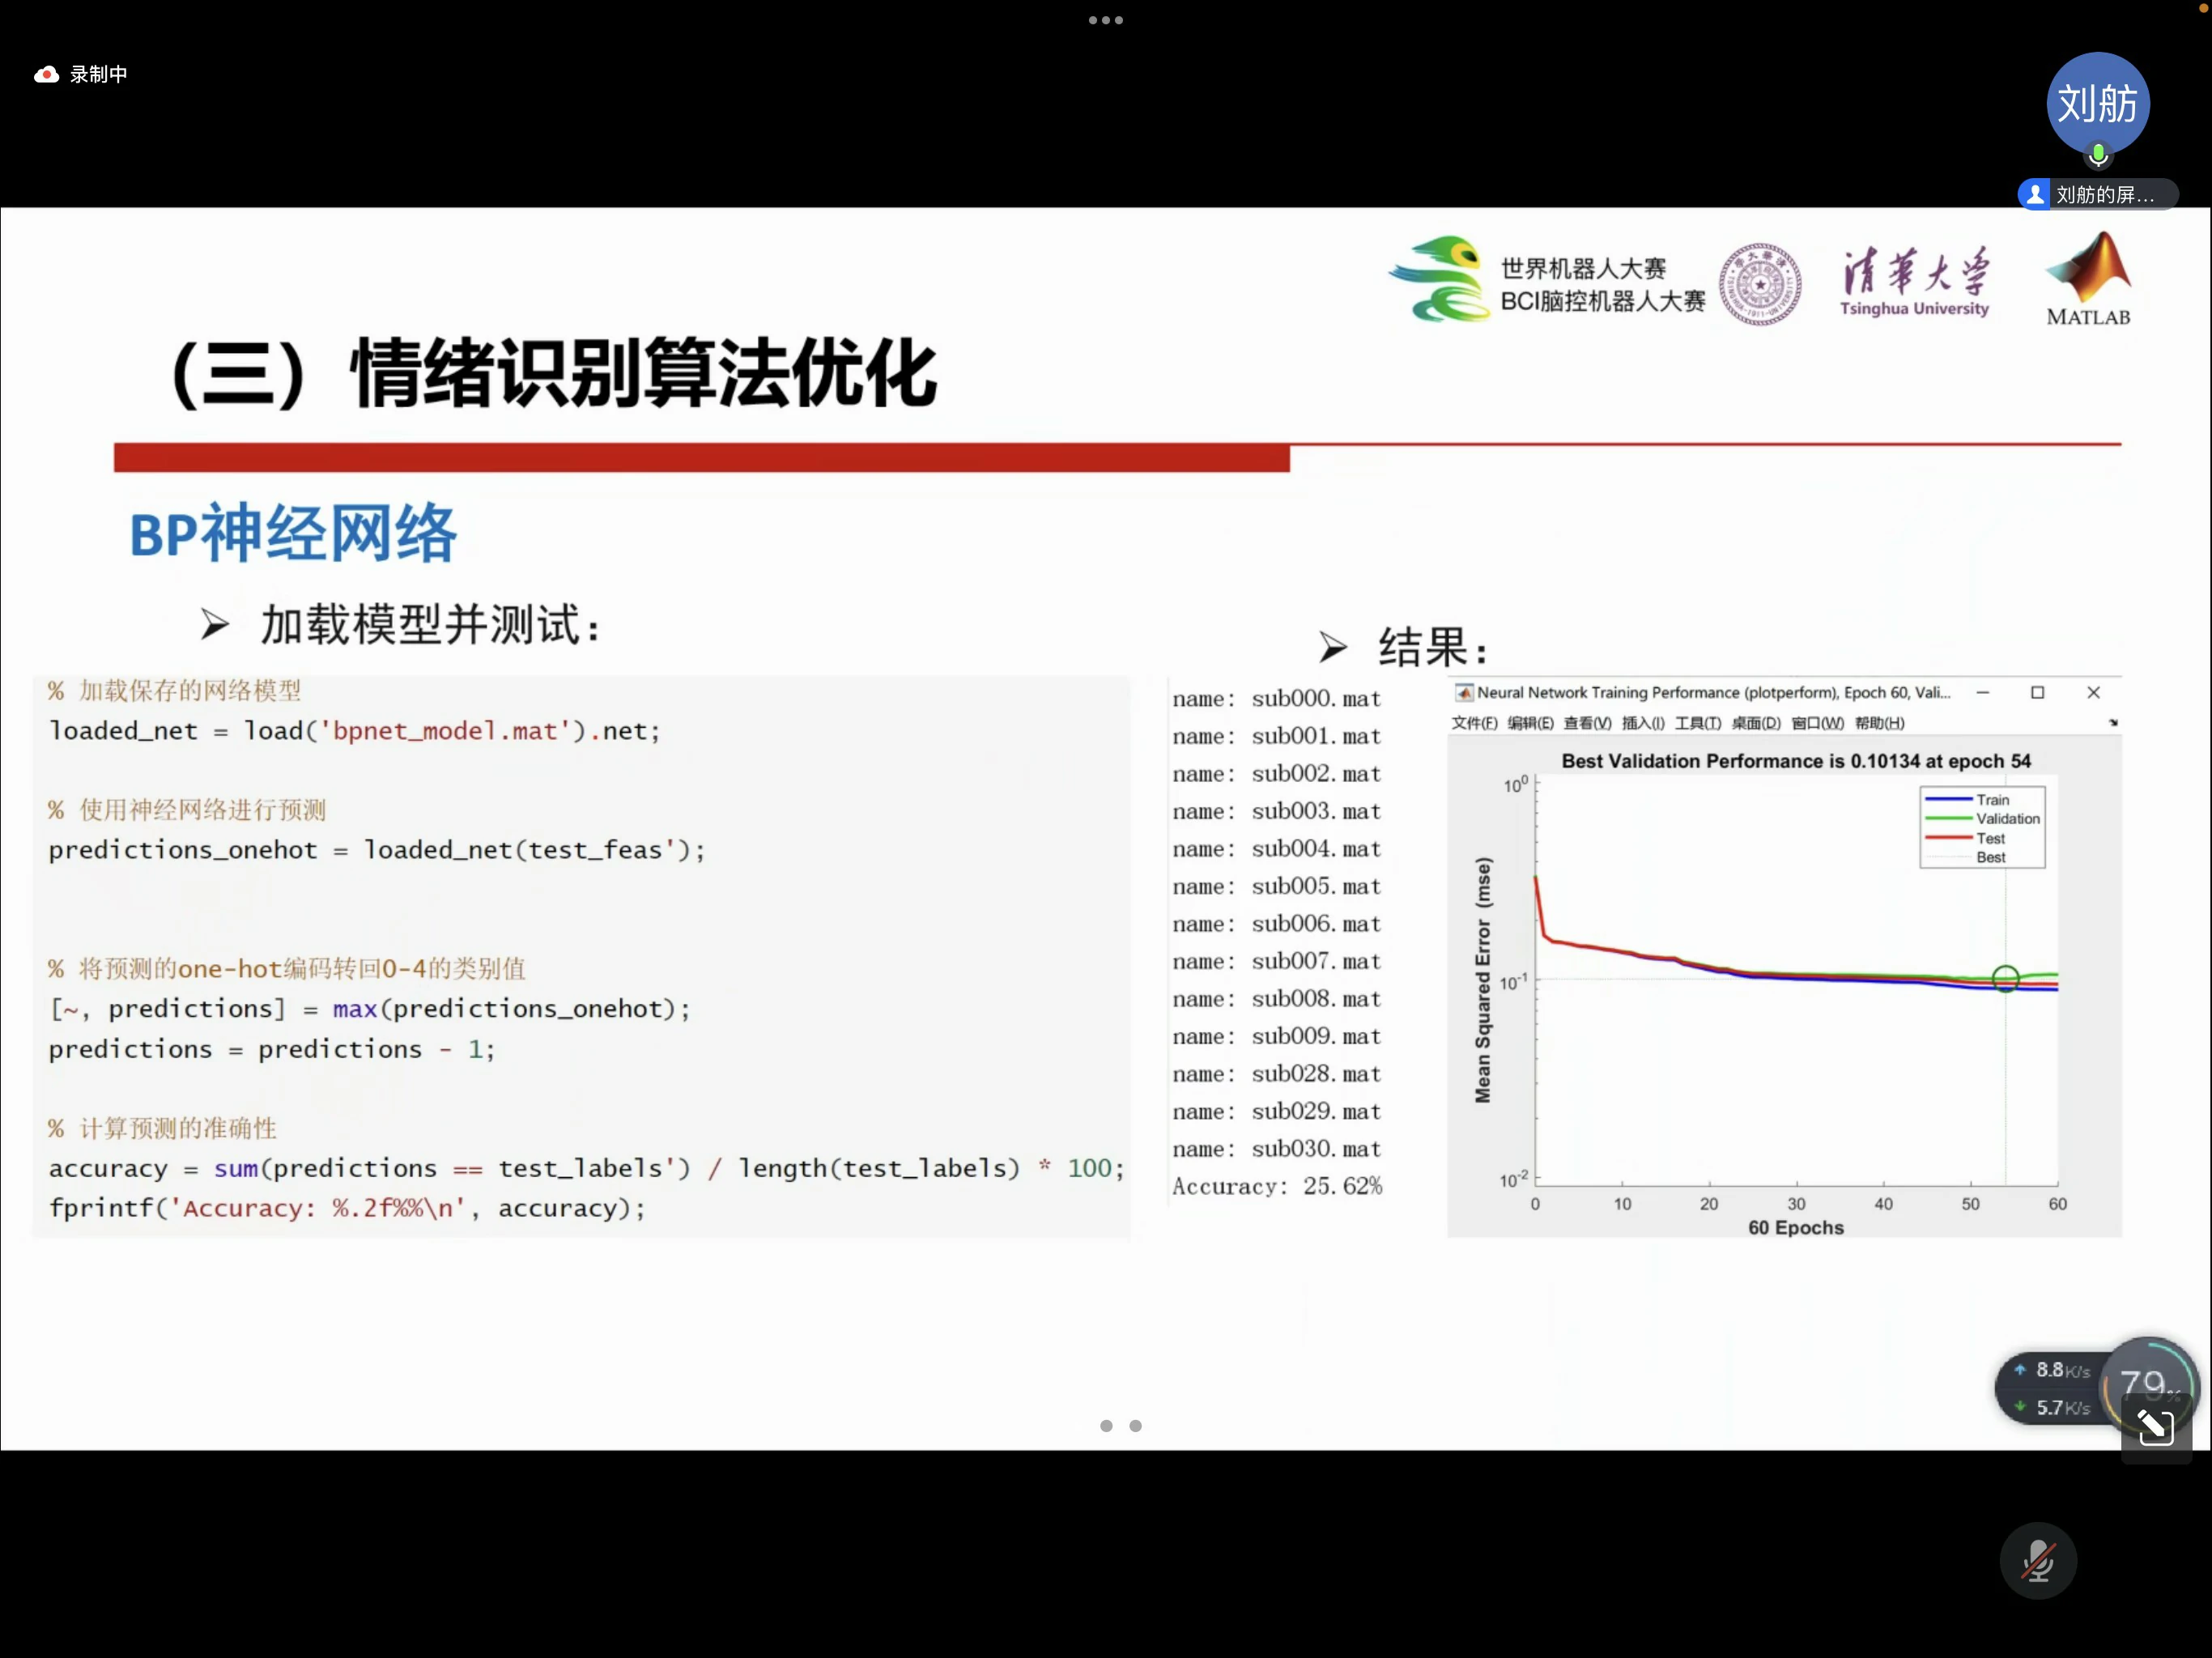 录制中
刘舫
刘舫的屏...
世界机器人大赛
BCI脑控机器人大赛
清华大学
Tsinghua University
MATLAB
（三）情绪识别算法优化
BP神经网络
➢ 加载模型并测试：
% 加载保存的网络模型
loaded_net = load('bpnet_model.mat').net;
% 使用神经网络进行预测
predictions_onehot = loaded_net(test_feas');
% 将预测的one-hot编码转回0-4的类别值
[~, predictions] = max(predictions_onehot);
predictions = predictions - 1;
% 计算预测的准确性
accuracy = sum(predictions == test_labels') / length(test_labels) * 100;
fprintf('Accuracy: %.2f%%\n', accuracy);
➢ 结果：
name: sub000.mat
name: sub001.mat
name: sub002.mat
name: sub003.mat
name: sub004.mat
name: sub005.mat
name: sub006.mat
name: sub007.mat
name: sub008.mat
name: sub009.mat
name: sub028.mat
name: sub029.mat
name: sub030.mat
Accuracy: 25.62%
Neural Network Training Performance (plotperform), Epoch 60, Vali...
文件(F) 编辑(E) 查看(V) 插入(I) 工具(T) 桌面(D) 窗口(W) 帮助(H)
Best Validation Performance is 0.10134 at epoch 54
Train
Validation
Test
Best
Mean Squared Error (mse)
10^0
10^-1
10^-2
0 10 20 30 40 50 60
60 Epochs
8.8K/s
5.7K/s
79%